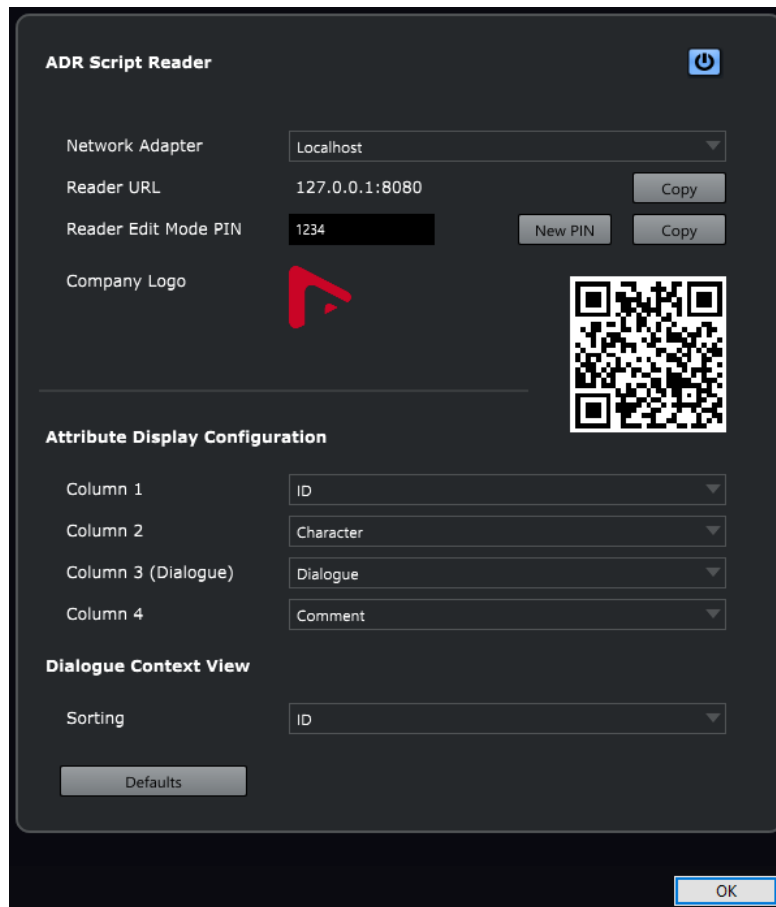 ADR Script Reader
Network Adapter Localhost
Reader URL 127.0.0.1:8080 Copy
Reader Edit Mode PIN 1234 New PIN Copy
Company Logo
Attribute Display Configuration
Column 1 ID
Column 2 Character
Column 3 (Dialogue) Dialogue
Column 4 Comment
Dialogue Context View
Sorting ID
Defaults
OK